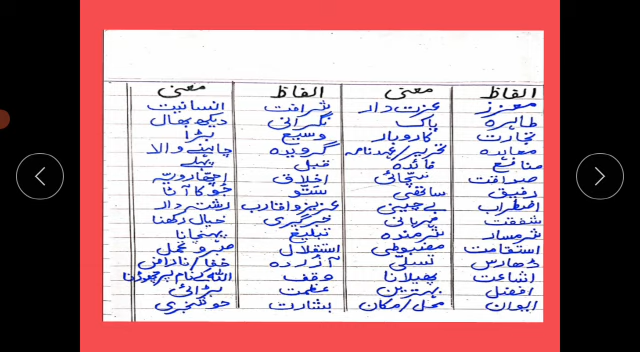 الفاظ معنی الفاظ معنی
معزز عزت دار شرافت انسانیت
طاہرہ پاک نگرانی دیکھ بھال
تجارت کاروبار وسیع بڑا
معاہدہ تحریر/عہدنامہ گرویدہ چاہنے والا
منافع فائدہ قبل پہلے
صداقت سچائی اخلاق اچھا رویہ
رفیق ساتھی ستو جو کا آٹا
اضطراب بے چینی عزیز و اقارب رشتہ دار
شفقت مہربانی خبرگیری خیال رکھنا
شرمسار شرمندہ تبلیغ پہنچانا
استقامت مضبوطی استقلال صبر و تحمل
ڈھارس تسلی آزردہ خفا/ناراض
اشاعت پھیلانا وقف اللہ کے نام پر چھوڑنا
افضل بہترین عظمت بڑائی
ایوان محل/مکان بشارت خوشخبری